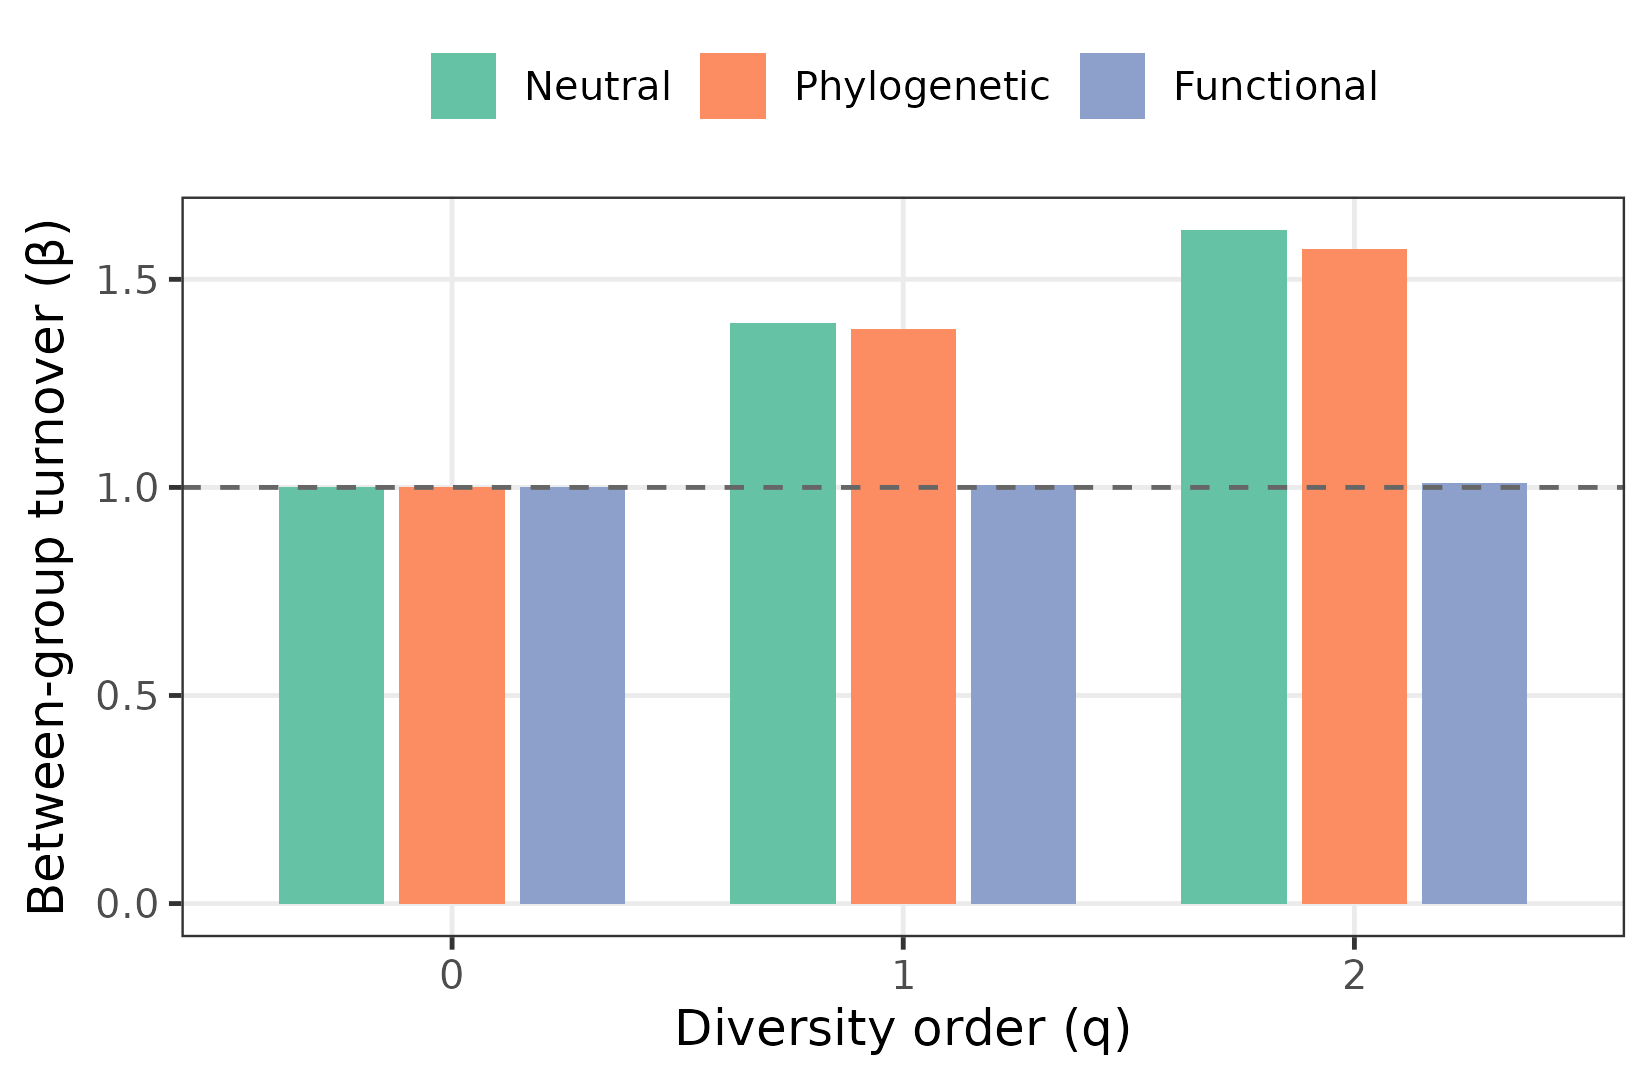 Neutral Phylogenetic Functional
Between-group turnover (β)
1.5
1.0
0.5
0.0
0 1 2
Diversity order (q)